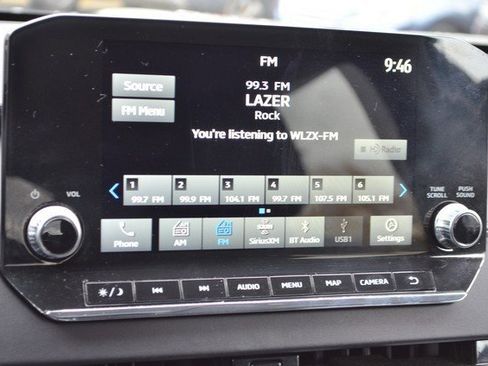 FM
9:46
Source
99.3 FM
LAZER
Rock
FM Menu
You're listening to WLZX-FM
HD Radio
1 2 3 4 5 6
99.7 FM 99.9 FM 104.1 FM 99.7 FM 107.5 FM 105.1 FM
VOL
TUNE SCROLL
PUSH SOUND
Phone AM FM SiriusXM BT Audio USB1 Settings
AUDIO MENU MAP CAMERA